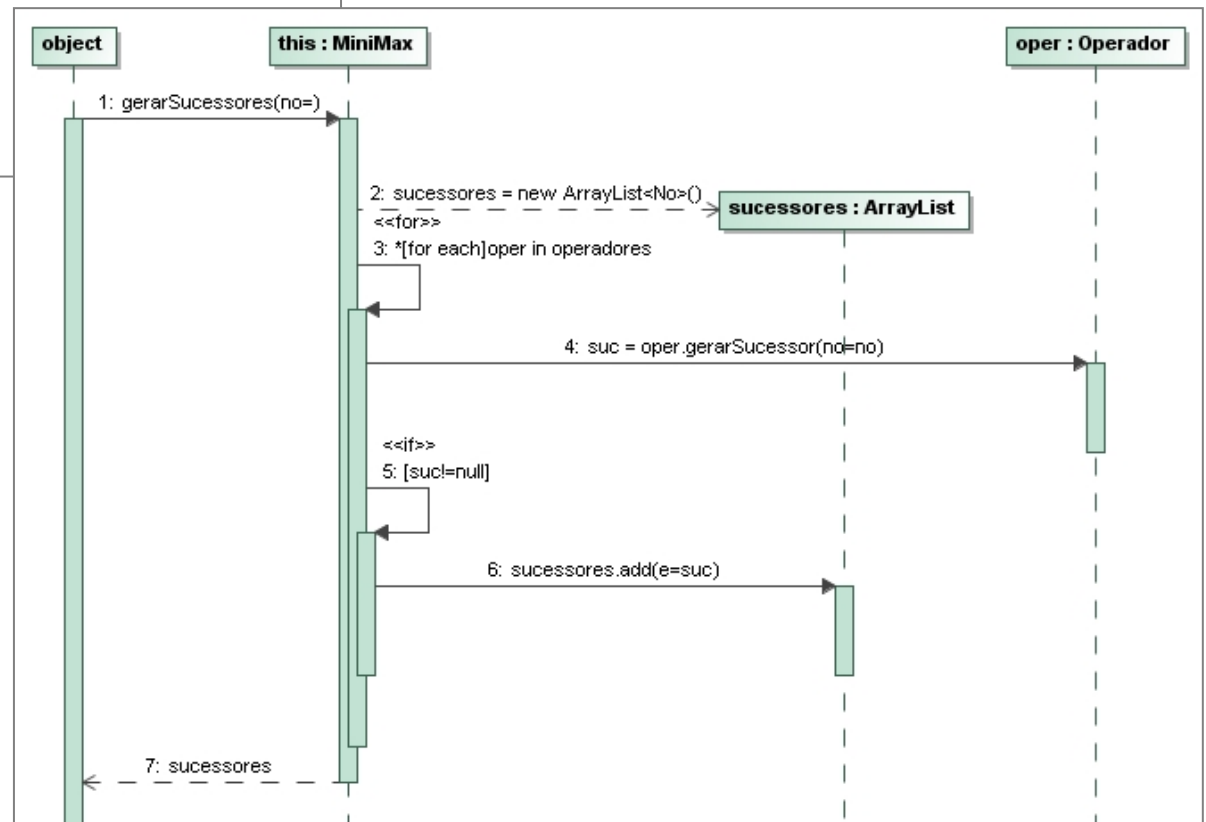 object
this : MiniMax
oper : Operador
1: gerarSucessores(no=)
2: sucessores = new ArrayList<No>()
sucessores : ArrayList
<<for>>
3: *[for each]oper in operadores
4: suc = oper.gerarSucessor(no=no)
<<if>>
5: [suc!=null]
6: sucessores.add(e=suc)
7: sucessores